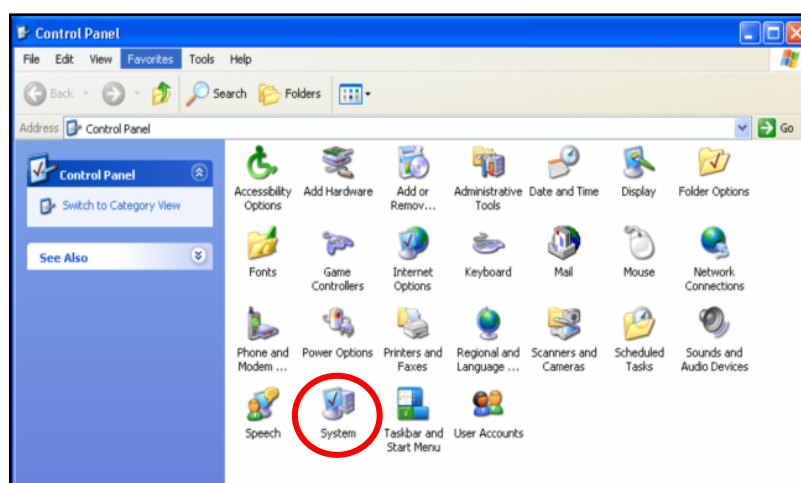 Control Panel
File Edit View Favorites Tools Help
Back Search Folders
Address Control Panel Go
Control Panel
Switch to Category View
See Also
Accessibility Options
Add Hardware
Add or Remov...
Administrative Tools
Date and Time
Display
Folder Options
Fonts
Game Controllers
Internet Options
Keyboard
Mail
Mouse
Network Connections
Phone and Modem ...
Power Options
Printers and Faxes
Regional and Language ...
Scanners and Cameras
Scheduled Tasks
Sounds and Audio Devices
Speech
System
Taskbar and Start Menu
User Accounts